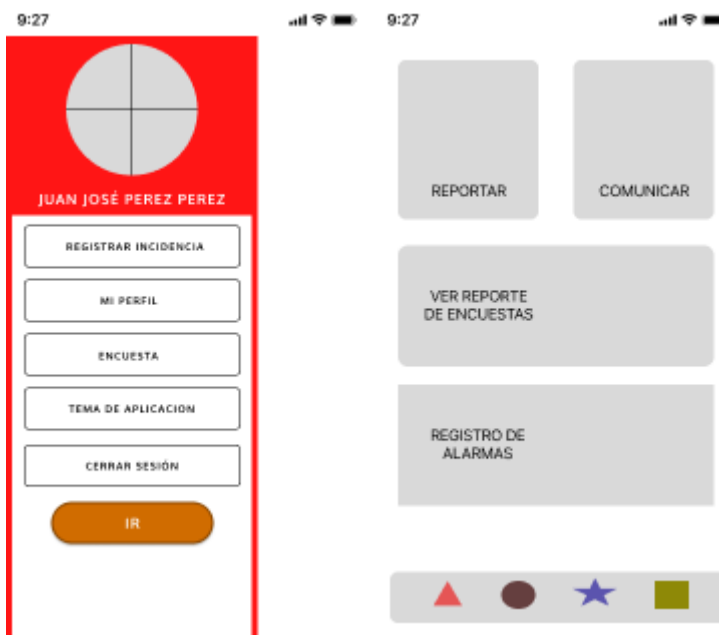 9:27
JUAN JOSÉ PEREZ PEREZ
REGISTRAR INCIDENCIA
MI PERFIL
ENCUESTA
TEMA DE APLICACION
CERRAR SESIÓN
IR
9:27
REPORTAR
COMUNICAR
VER REPORTE
DE ENCUESTAS
REGISTRO DE
ALARMAS